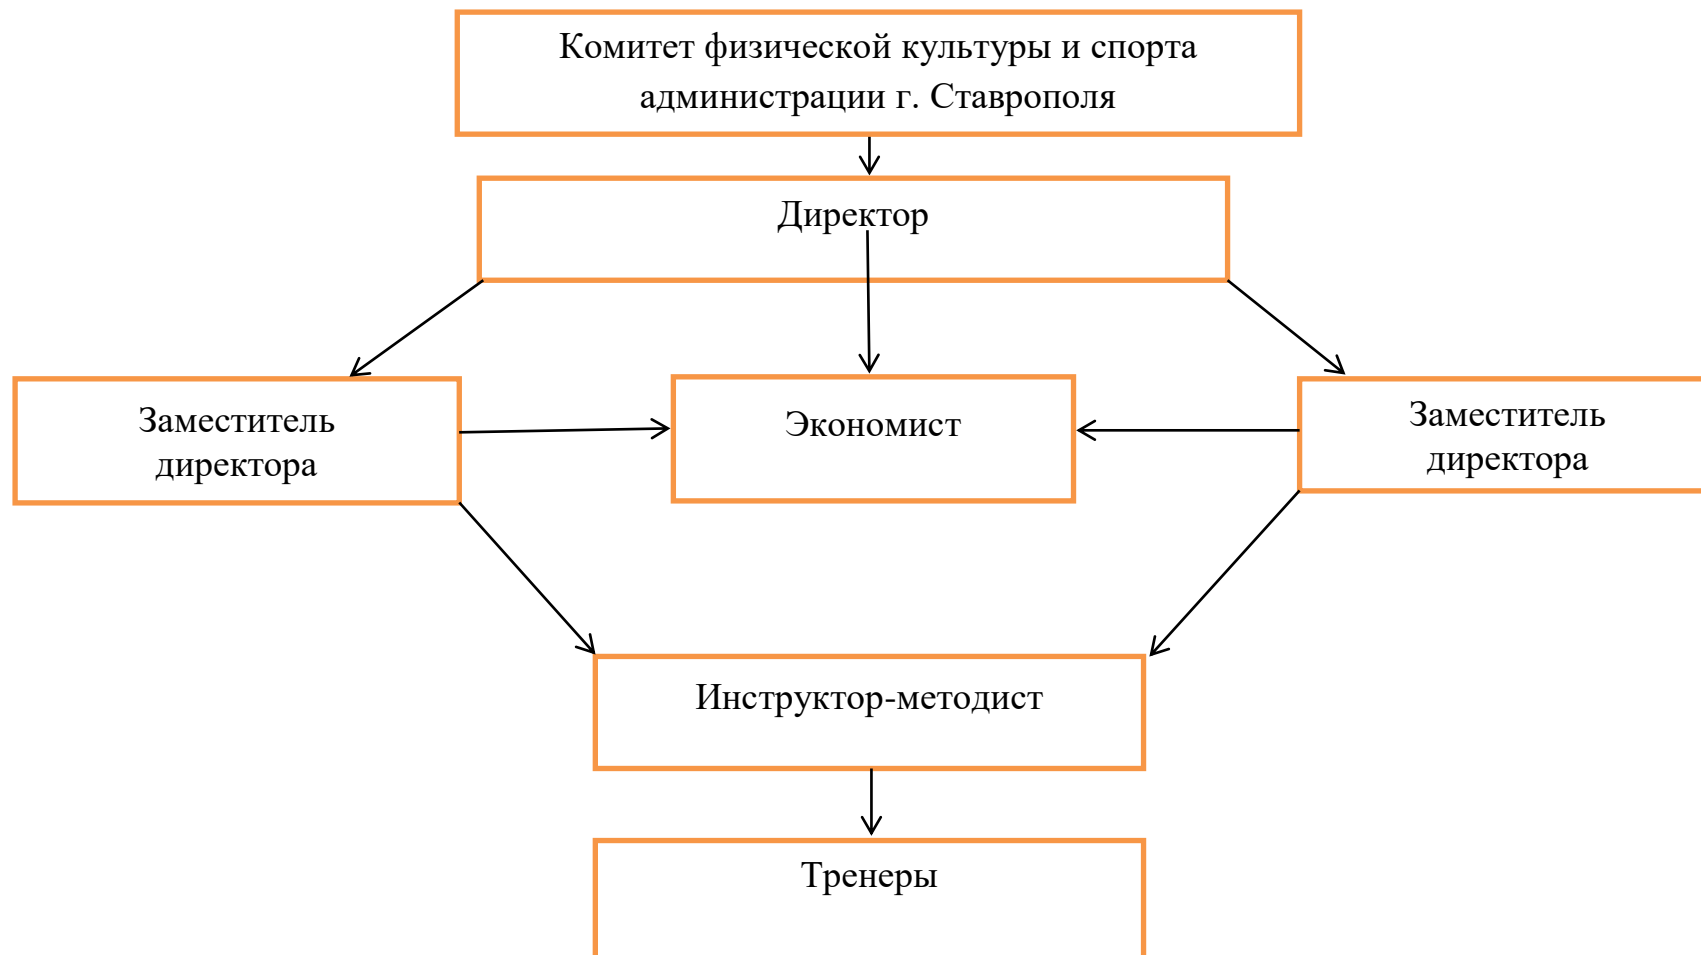 Комитет физической культуры и спорта
администрации г. Ставрополя
Директор
Заместитель
директора
Экономист
Заместитель
директора
Инструктор-методист
Тренеры